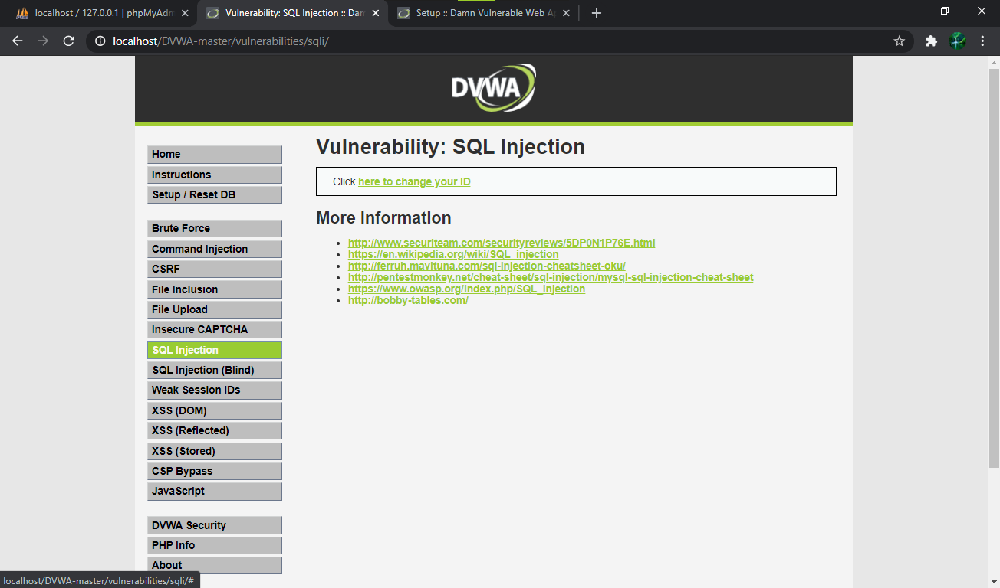 localhost / 127.0.0.1 | phpMyAdm
Vulnerability: SQL Injection :: Dam
Setup :: Damn Vulnerable Web Ap
localhost/DVWA-master/vulnerabilities/sqli/
DVWA
Home
Instructions
Setup / Reset DB
Brute Force
Command Injection
CSRF
File Inclusion
File Upload
Insecure CAPTCHA
SQL Injection
SQL Injection (Blind)
Weak Session IDs
XSS (DOM)
XSS (Reflected)
XSS (Stored)
CSP Bypass
JavaScript
DVWA Security
PHP Info
About
Vulnerability: SQL Injection
Click here to change your ID.
More Information
http://www.securiteam.com/securityreviews/5DP0N1P76E.html
https://en.wikipedia.org/wiki/SQL_injection
http://ferruh.mavituna.com/sql-injection-cheatsheet-oku/
http://pentestmonkey.net/cheat-sheet/sql-injection/mysql-sql-injection-cheat-sheet
https://www.owasp.org/index.php/SQL_Injection
http://bobby-tables.com/
localhost/DVWA-master/vulnerabilities/sqli/#